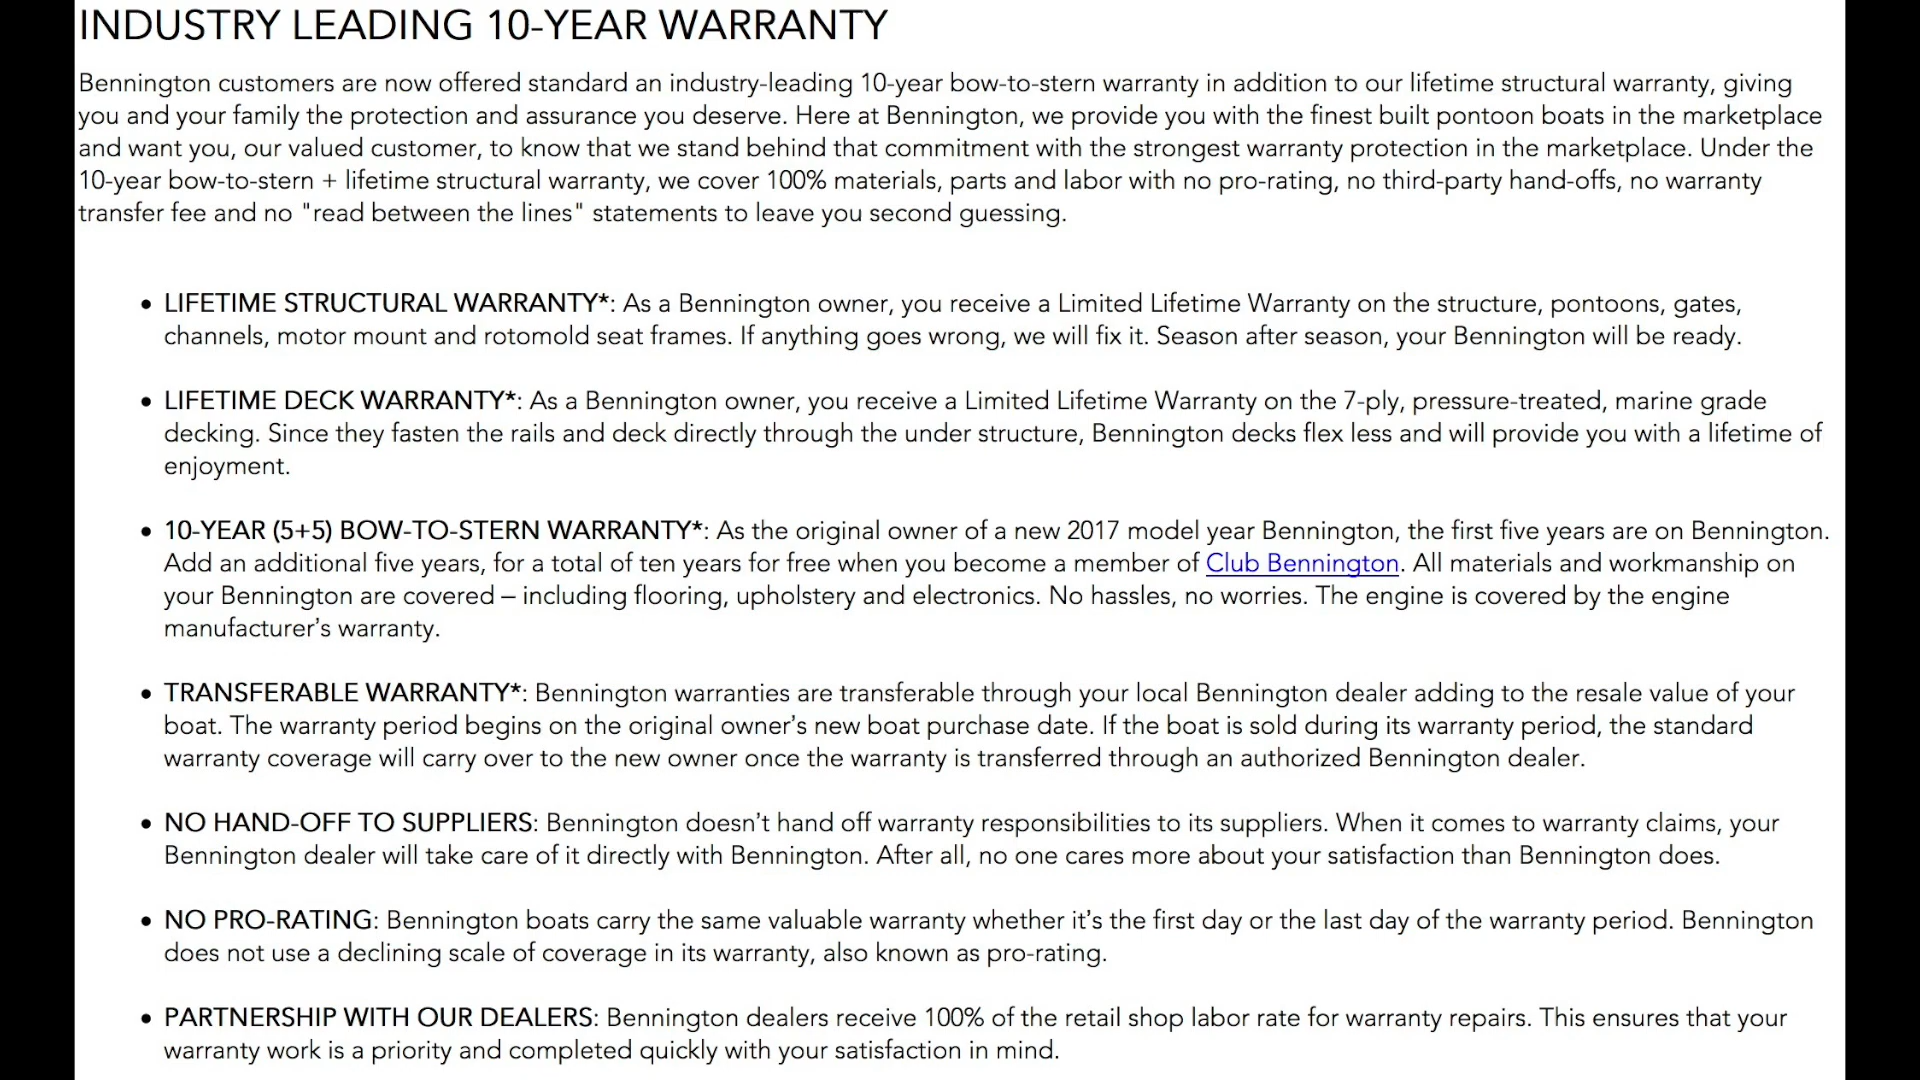 INDUSTRY LEADING 10-YEAR WARRANTY
Bennington customers are now offered standard an industry-leading 10-year bow-to-stern warranty in addition to our lifetime structural warranty, giving
you and your family the protection and assurance you deserve. Here at Bennington, we provide you with the finest built pontoon boats in the marketplace
and want you, our valued customer, to know that we stand behind that commitment with the strongest warranty protection in the marketplace. Under the
10-year bow-to-stern + lifetime structural warranty, we cover 100% materials, parts and labor with no pro-rating, no third-party hand-offs, no warranty
transfer fee and no "read between the lines" statements to leave you second guessing.
• LIFETIME STRUCTURAL WARRANTY*: As a Bennington owner, you receive a Limited Lifetime Warranty on the structure, pontoons, gates,
channels, motor mount and rotomold seat frames. If anything goes wrong, we will fix it. Season after season, your Bennington will be ready.
• LIFETIME DECK WARRANTY*: As a Bennington owner, you receive a Limited Lifetime Warranty on the 7-ply, pressure-treated, marine grade
decking. Since they fasten the rails and deck directly through the under structure, Bennington decks flex less and will provide you with a lifetime of
enjoyment.
• 10-YEAR (5+5) BOW-TO-STERN WARRANTY*: As the original owner of a new 2017 model year Bennington, the first five years are on Bennington.
Add an additional five years, for a total of ten years for free when you become a member of Club Bennington. All materials and workmanship on
your Bennington are covered – including flooring, upholstery and electronics. No hassles, no worries. The engine is covered by the engine
manufacturer’s warranty.
• TRANSFERABLE WARRANTY*: Bennington warranties are transferable through your local Bennington dealer adding to the resale value of your
boat. The warranty period begins on the original owner’s new boat purchase date. If the boat is sold during its warranty period, the standard
warranty coverage will carry over to the new owner once the warranty is transferred through an authorized Bennington dealer.
• NO HAND-OFF TO SUPPLIERS: Bennington doesn’t hand off warranty responsibilities to its suppliers. When it comes to warranty claims, your
Bennington dealer will take care of it directly with Bennington. After all, no one cares more about your satisfaction than Bennington does.
• NO PRO-RATING: Bennington boats carry the same valuable warranty whether it’s the first day or the last day of the warranty period. Bennington
does not use a declining scale of coverage in its warranty, also known as pro-rating.
• PARTNERSHIP WITH OUR DEALERS: Bennington dealers receive 100% of the retail shop labor rate for warranty repairs. This ensures that your
warranty work is a priority and completed quickly with your satisfaction in mind.